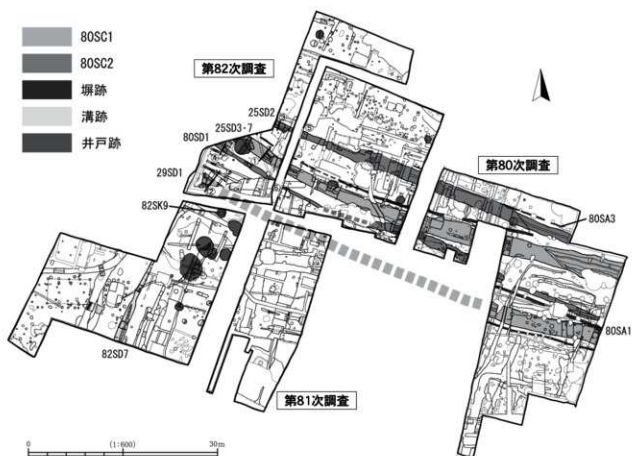 80SC1
80SC2
塀跡
溝跡
井戸跡
第82次調査
25SD2
25SD3-7
80SD1
29SD1
82SK9
第80次調査
80SA3
80SA1
82SD7
第81次調査
0 (1:600) 30m